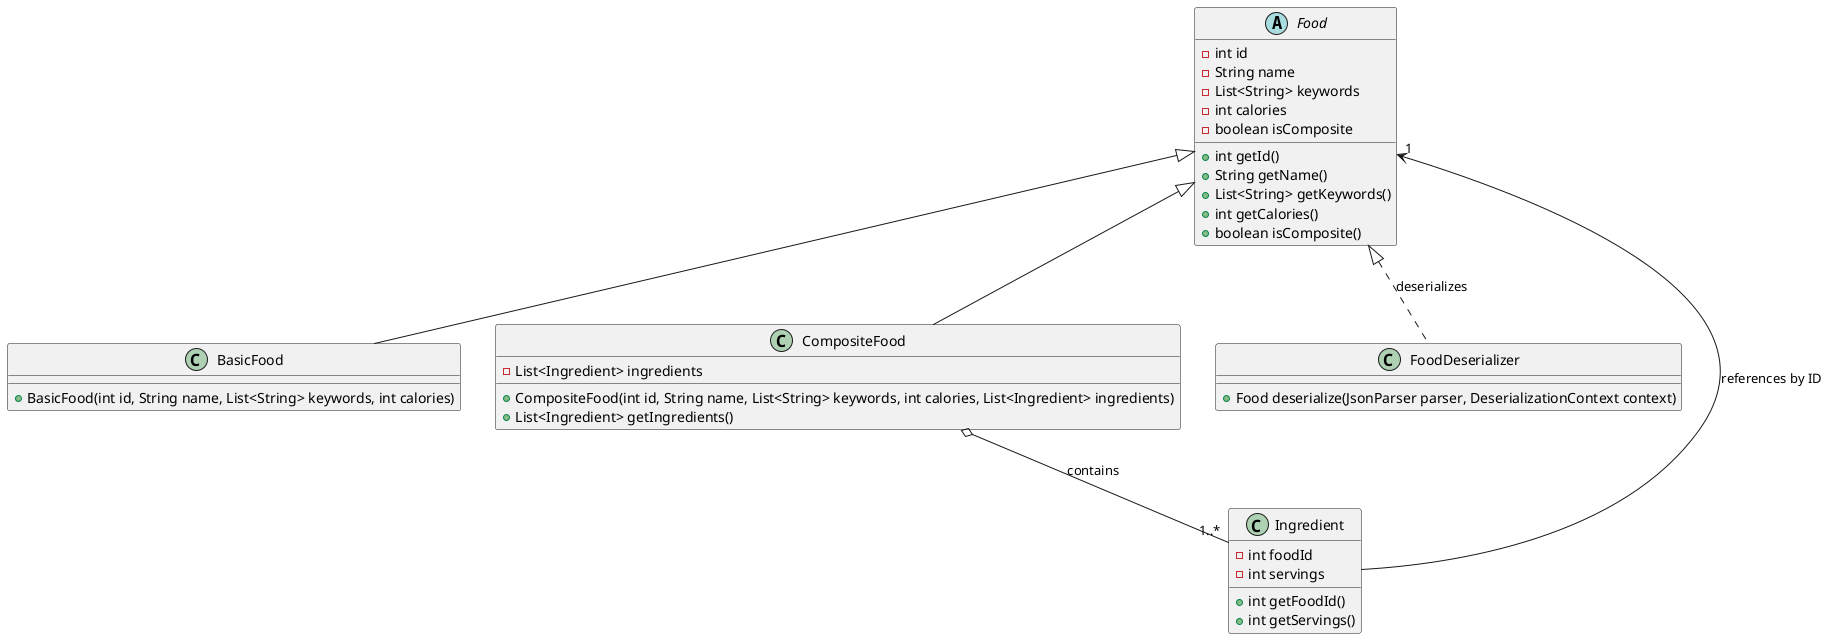 A Food
int id
String name
List<String> keywords
int calories
boolean isComposite
int getId()
String getName()
List<String> getKeywords()
int getCalories()
boolean isComposite()
1
deserializes
C BasicFood
BasicFood(int id, String name, List<String> keywords, int calories)
C CompositeFood
List<Ingredient> ingredients
CompositeFood(int id, String name, List<String> keywords, int calories, List<Ingredient> ingredients)
List<Ingredient> getIngredients()
C FoodDeserializer
Food deserialize(JsonParser parser, DeserializationContext context)
references by ID
contains
1..*
C Ingredient
int foodId
int servings
int getFoodId()
int getServings()